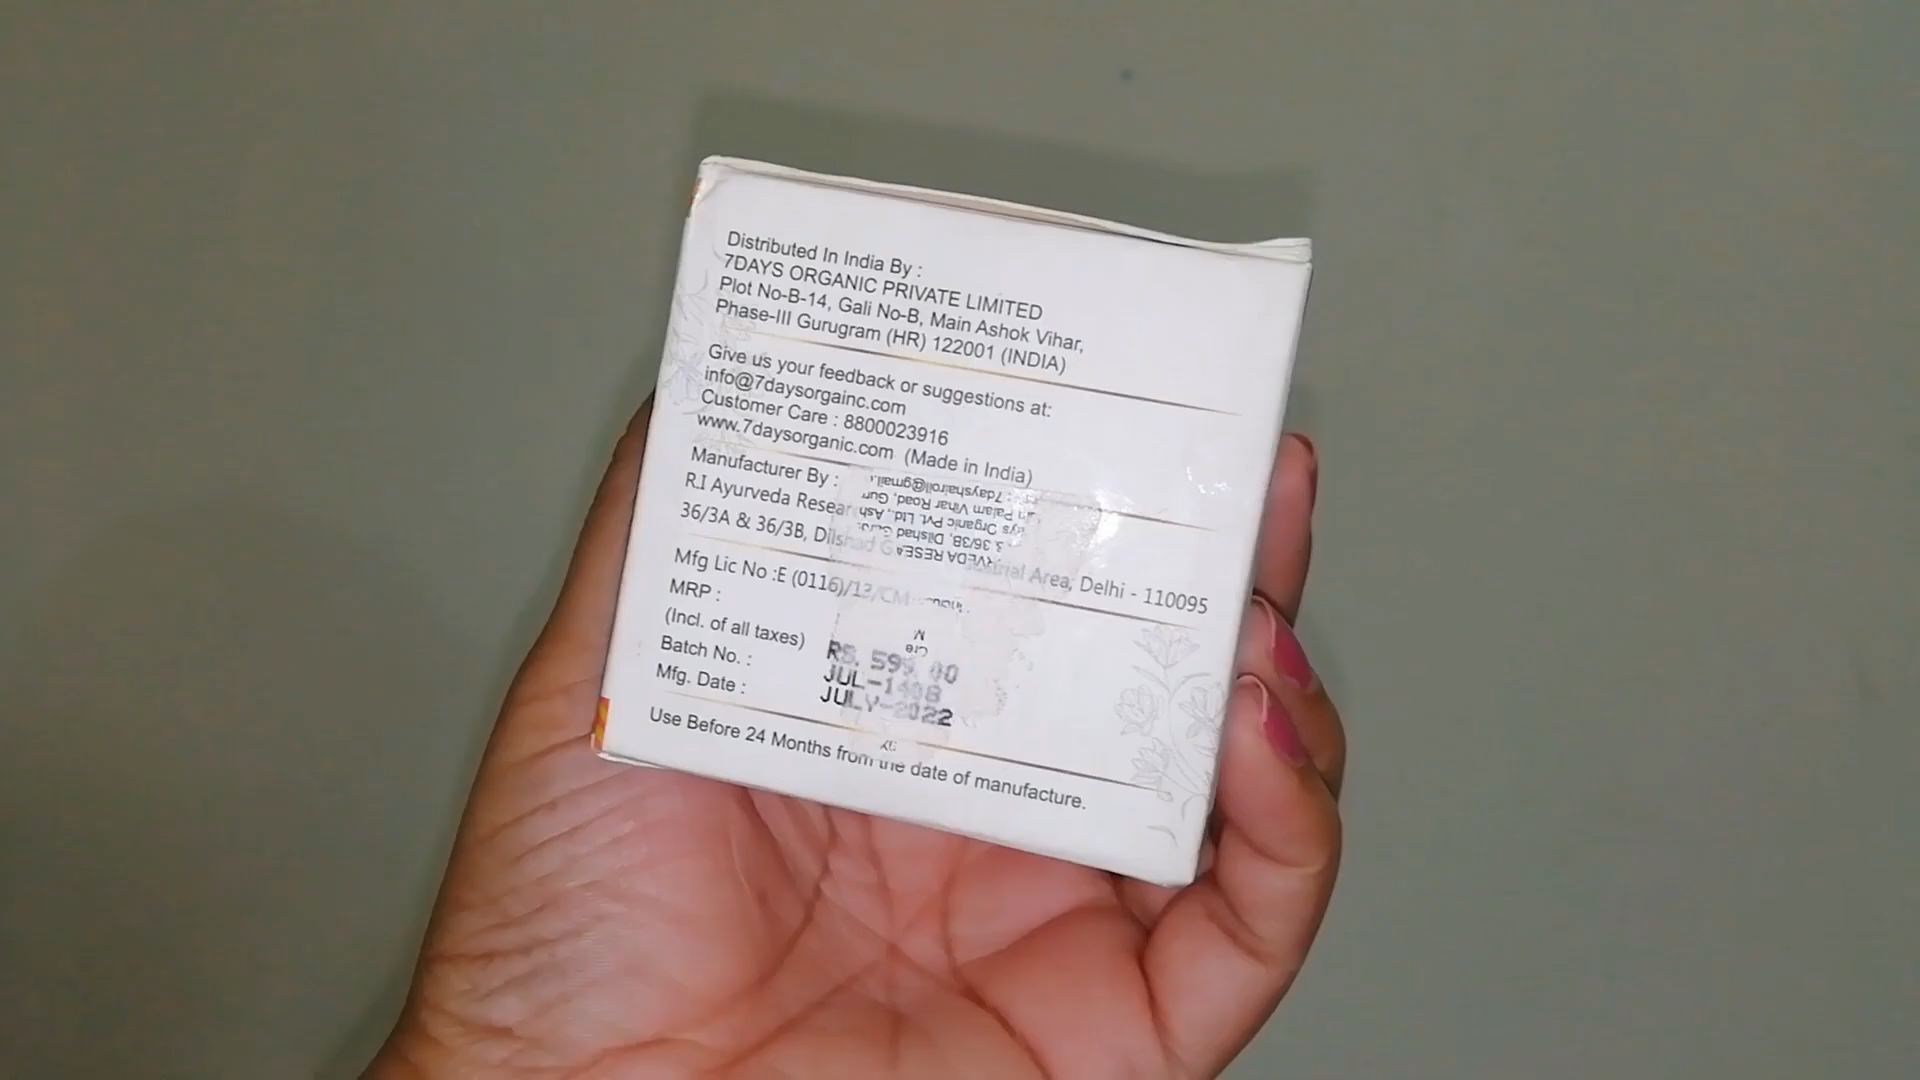 Distributed In India By :
7DAYS ORGANIC PRIVATE LIMITED
Plot No-B-14, Gali No-B, Main Ashok Vihar,
Phase-III Gurugram (HR) 122001 (INDIA)
Give us your feedback or suggestions at:
info@7daysorgainc.com
Customer Care : 8800023916
www.7daysorganic.com (Made in India)
Manufacturer By :
R.I Ayurveda
36/3A & 36/3B, Dilshad Area, Delhi - 110095
Mfg Lic No :E (0116)/13/CM
MRP :
(Incl. of all taxes) RS. 599.00
Batch No. :
Mfg. Date : JULY-2022
Use Before 24 Months from the date of manufacture.